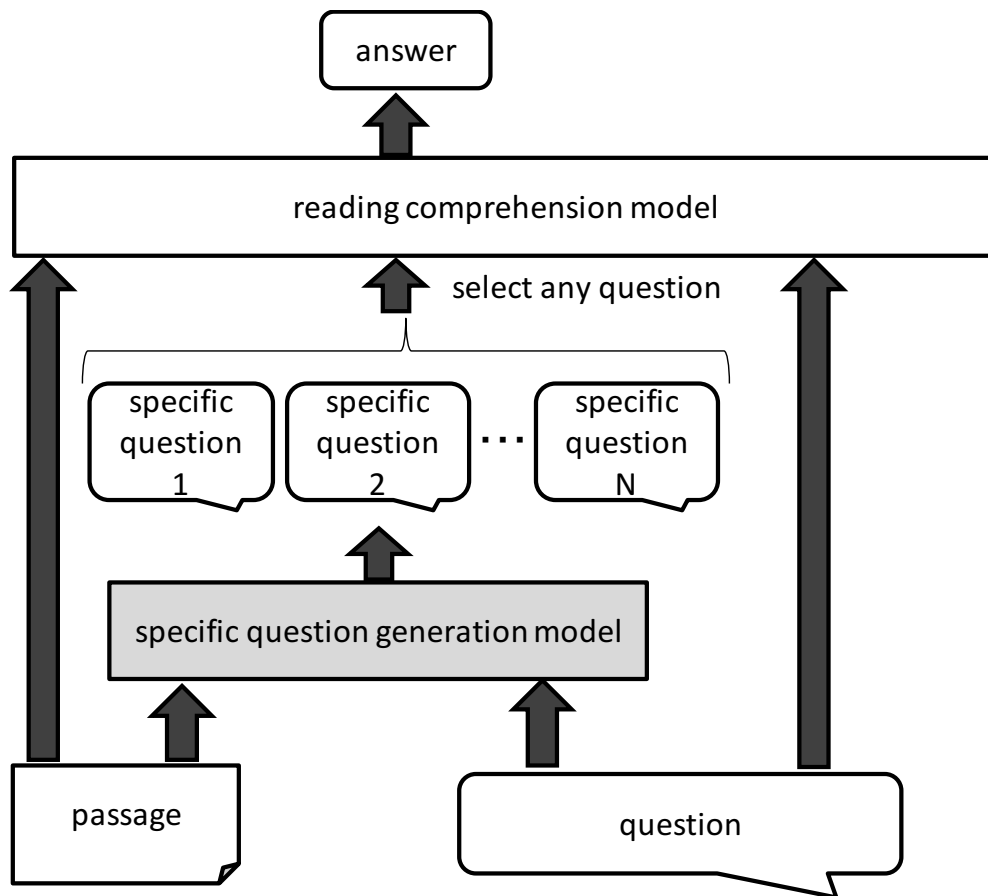 answer
reading comprehension model
select any question
specific
question
1
specific
question
2
...
specific
question
N
specific question generation model
passage
question